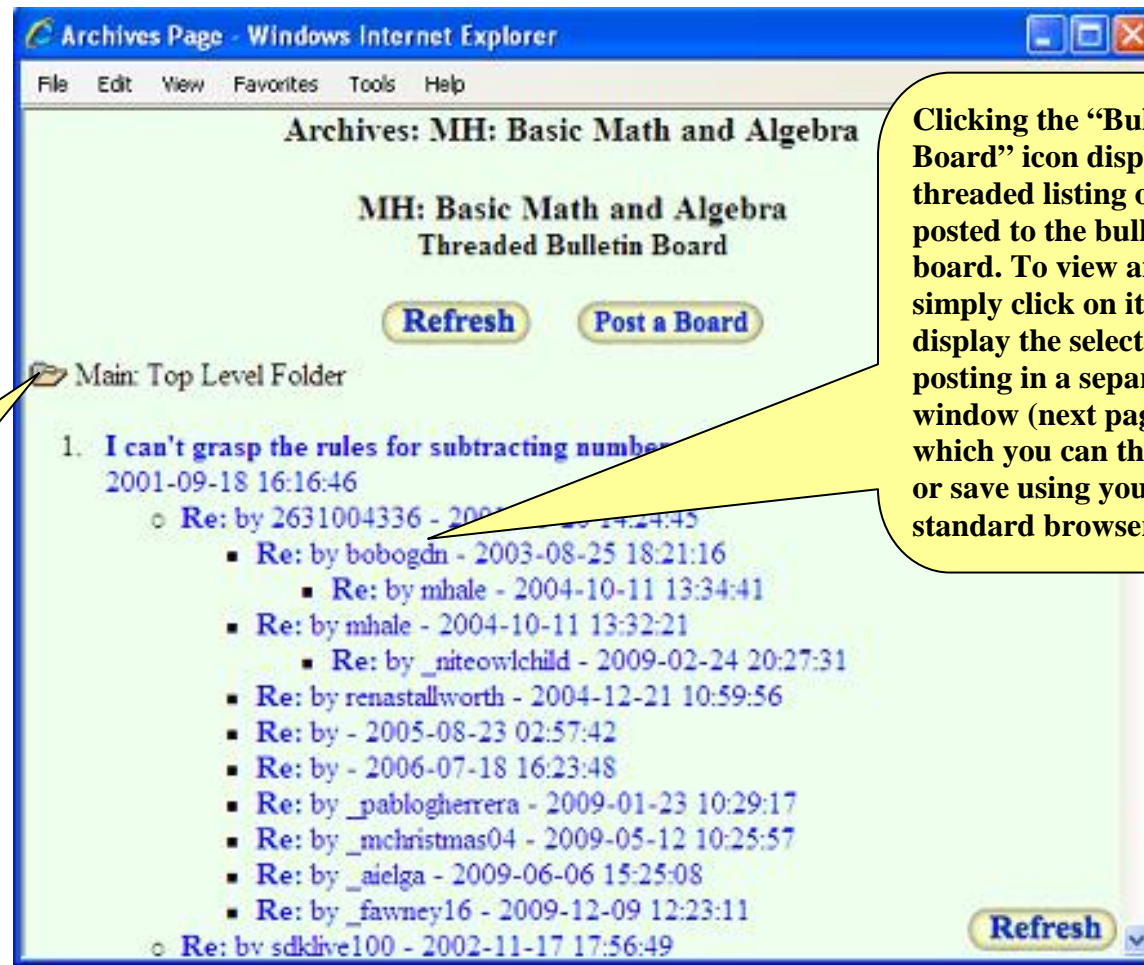 Archives Page - Windows Internet Explorer
File Edit View Favorites Tools Help
Archives: MH: Basic Math and Algebra
MH: Basic Math and Algebra
Threaded Bulletin Board
Refresh Post a Board
Main: Top Level Folder
1. I can't grasp the rules for subtracting
2001-09-18 16:16:46
Re: by 2631004336 - 14:24:45
Re: by bobogdn - 2003-08-25 18:21:16
Re: by mhale - 2004-10-11 13:34:41
Re: by mhale - 2004-10-11 13:32:21
Re: by _niteowlchild - 2009-02-24 20:27:31
Re: by renastallworth - 2004-12-21 10:59:56
Re: by - 2005-08-23 02:57:42
Re: by - 2006-07-18 16:23:48
Re: by _pablogherrera - 2009-01-23 10:29:17
Re: by _mchristmas04 - 2009-05-12 10:25:57
Re: by _aielga - 2009-06-06 15:25:08
Re: by _fawney16 - 2009-12-09 12:23:11
Re: by sdklive100 - 2002-11-17 17:56:49
Refresh
Clicking the “Bul
Board” icon disp
threaded listing
posted to the bull
board. To view a
simply click on it
display the select
posting in a separ
window (next pag
which you can th
or save using you
standard browser